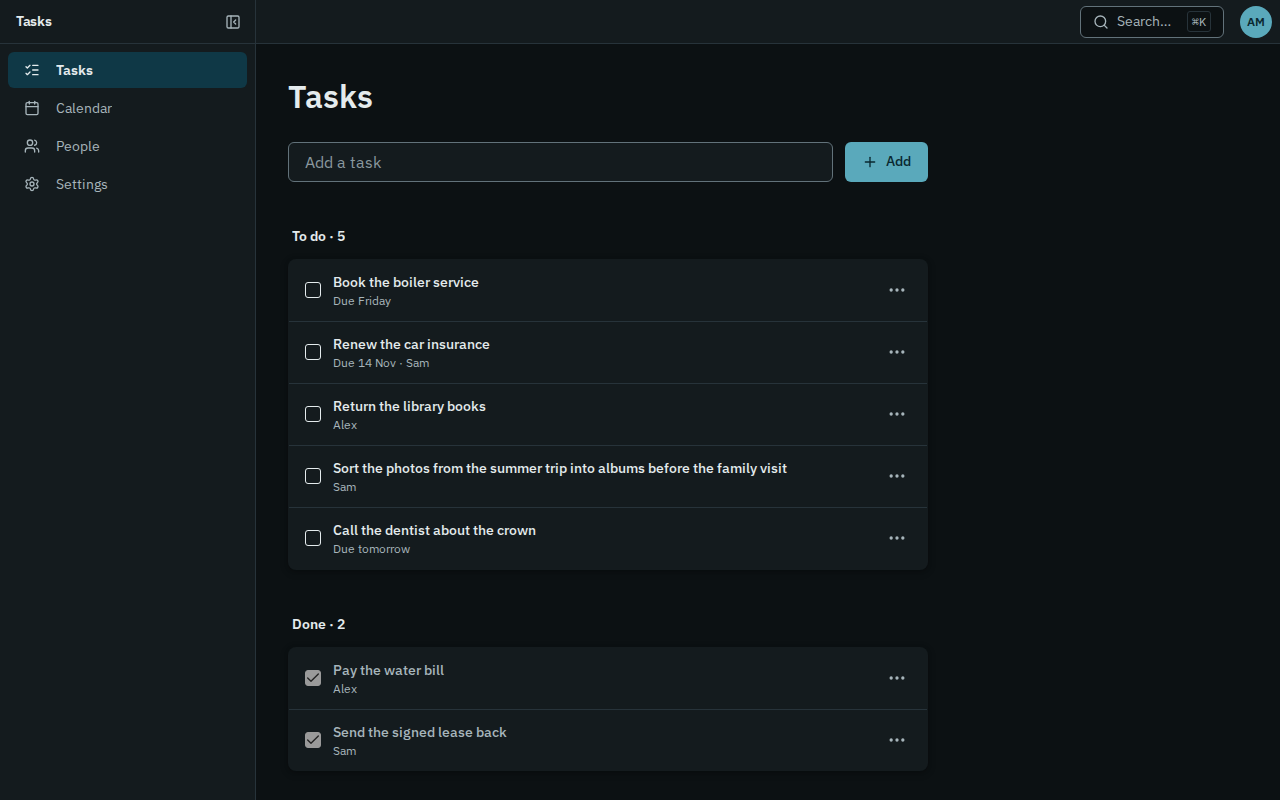 Tasks
Search... ⌘K
AM
Tasks
Calendar
People
Settings
Tasks
Add a task
Add
To do · 5
Book the boiler service
Due Friday
Renew the car insurance
Due 14 Nov · Sam
Return the library books
Alex
Sort the photos from the summer trip into albums before the family visit
Sam
Call the dentist about the crown
Due tomorrow
Done · 2
Pay the water bill
Alex
Send the signed lease back
Sam